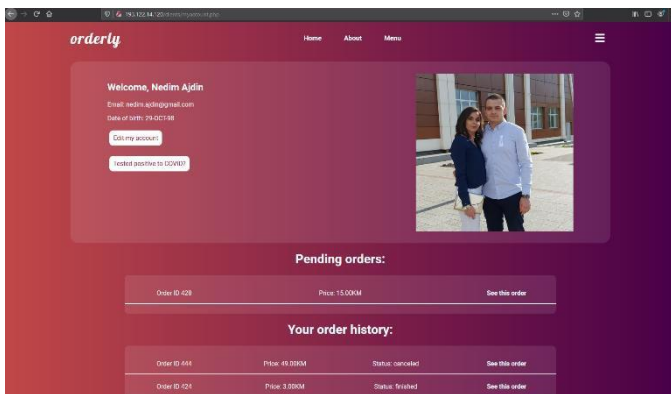 orderly
Home About Menu
Welcome, Nedim Ajdin
Email: nedim.ajdin@gmail.com
Date of birth: 29-OCT-98
Edit my account
Tested positive to COVID?
Pending orders:
Order ID 428 Price: 15.00KM See this order
Your order history:
Order ID 444 Price: 49.00KM Status: canceled See this order
Order ID 424 Price: 3.00KM Status: finished See this order